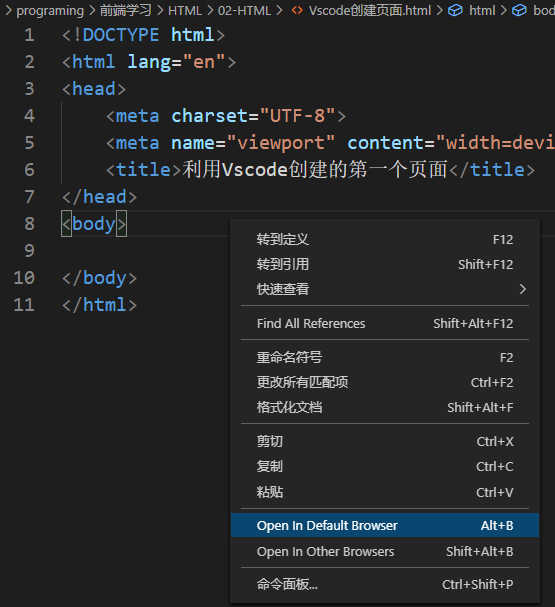 programing > 前端学习 > HTML > 02-HTML > Vscode创建页面.html > html > bod
1 <!DOCTYPE html>
2 <html lang="en">
3 <head>
4 <meta charset="UTF-8">
5 <meta name="viewport" content="width=devi
6 <title>利用Vscode创建的第一个页面</title>
7 </head>
8 <body>
9
10 </body>
11 </html>
转到定义 F12
转到引用 Shift+F12
快速查看 >
Find All References Shift+Alt+F12
重命名符号 F2
更改所有匹配项 Ctrl+F2
格式化文档 Shift+Alt+F
剪切 Ctrl+X
复制 Ctrl+C
粘贴 Ctrl+V
Open In Default Browser Alt+B
Open In Other Browsers Shift+Alt+B
命令面板... Ctrl+Shift+P